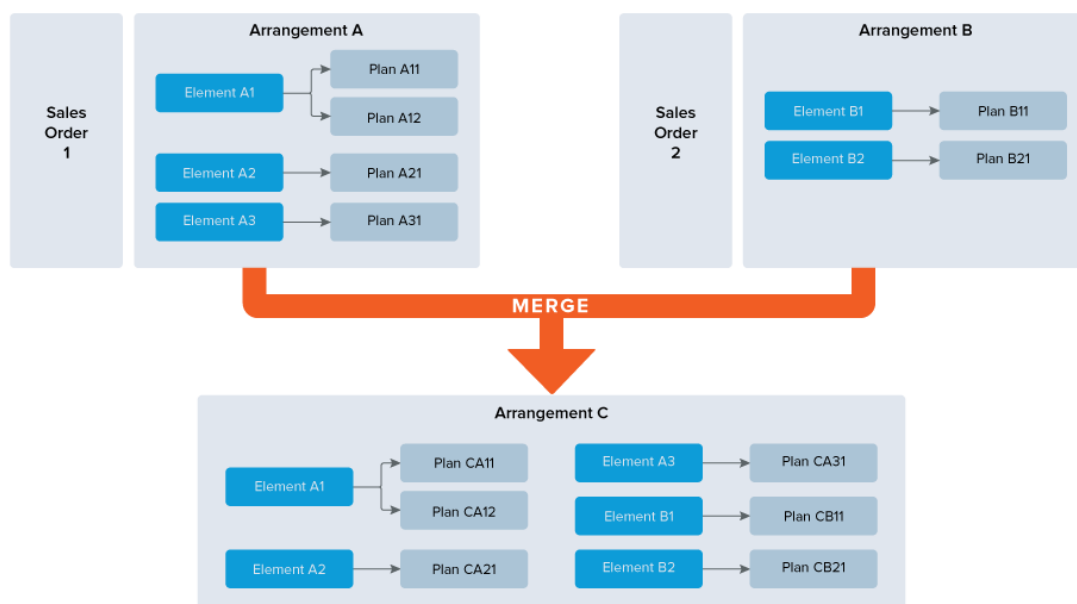 Sales
Order
1
Arrangement A
Element A1
Plan A11
Plan A12
Element A2
Plan A21
Element A3
Plan A31
Sales
Order
2
Arrangement B
Element B1
Plan B11
Element B2
Plan B21
MERGE
Arrangement C
Element A1
Plan CA11
Plan CA12
Element A2
Plan CA21
Element A3
Plan CA31
Element B1
Plan CB11
Element B2
Plan CB21